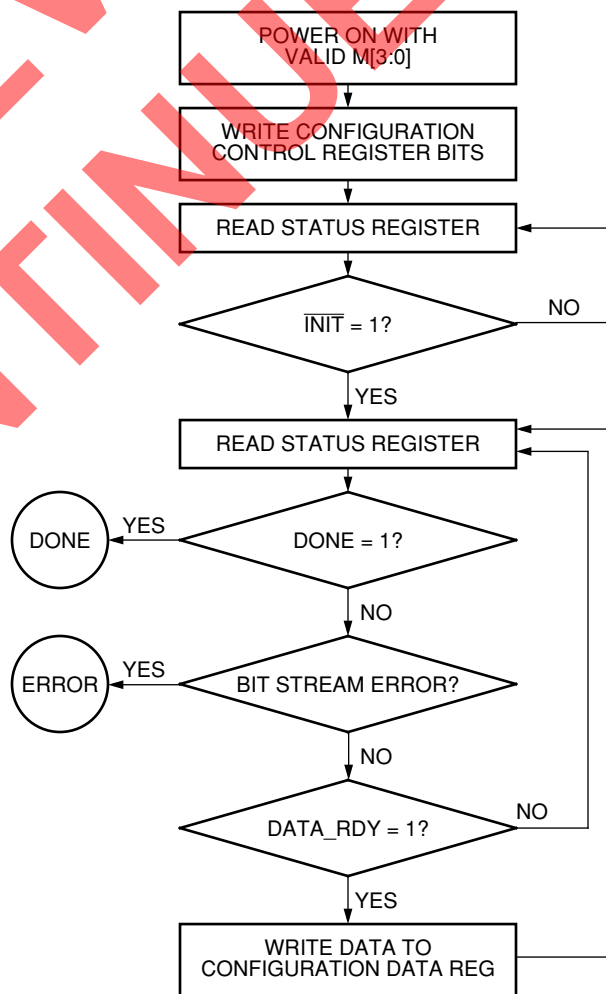 POWER ON WITH
VALID M[3:0]
WRITE CONFIGURATION
CONTROL REGISTER BITS
READ STATUS REGISTER
INIT = 1?
NO
YES
READ STATUS REGISTER
DONE
YES
DONE = 1?
NO
ERROR
YES
BIT STREAM ERROR?
NO
DATA_RDY = 1?
NO
YES
WRITE DATA TO
CONFIGURATION DATA REG